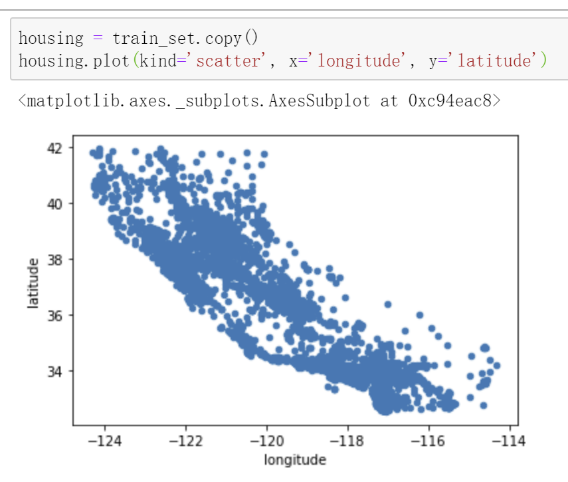 housing = train_set.copy()
housing.plot(kind='scatter', x='longitude', y='latitude')
<matplotlib.axes._subplots.AxesSubplot at 0xc94eac8>
42
40
38
36
34
latitude
−124 −122 −120 −118 −116 −114
longitude